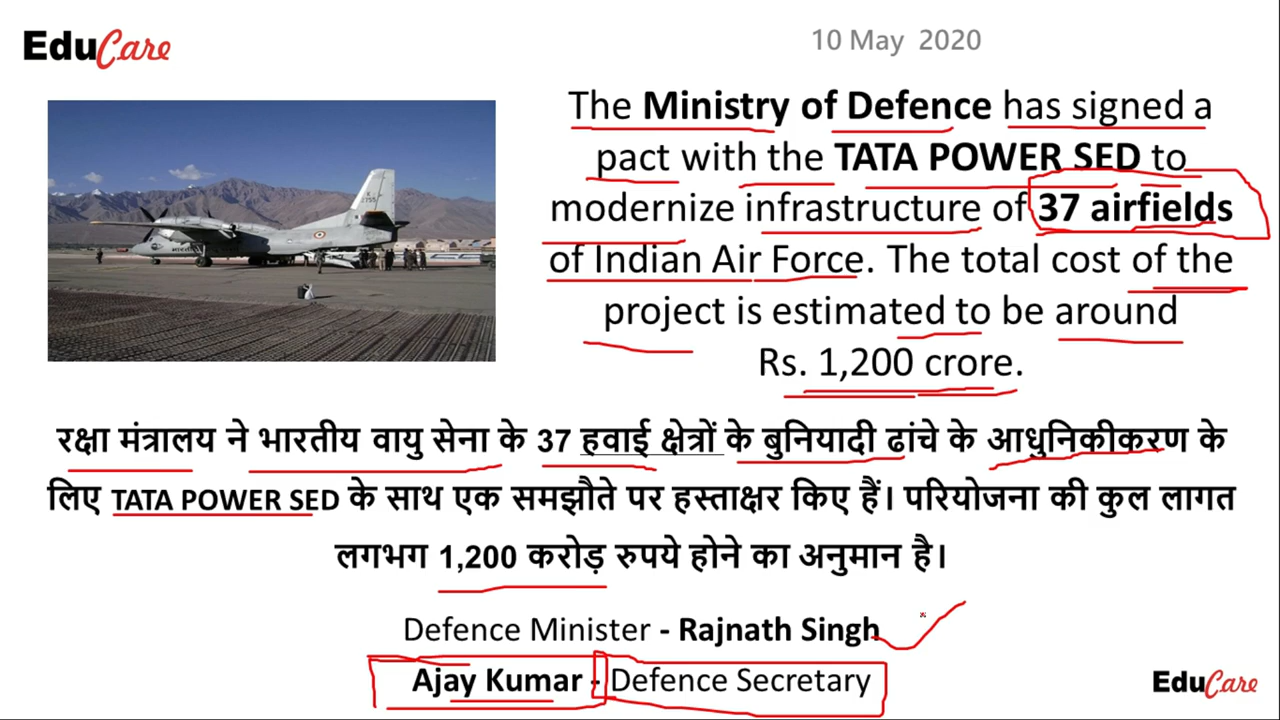 EduCare
10 May 2020
The Ministry of Defence has signed a
pact with the TATA POWER SED to
modernize infrastructure of 37 airfields
of Indian Air Force. The total cost of the
project is estimated to be around
Rs. 1,200 crore.
रक्षा मंत्रालय ने भारतीय वायु सेना के 37 हवाई क्षेत्रों के बुनियादी ढांचे के आधुनिकीकरण के
लिए TATA POWER SED के साथ एक समझौते पर हस्ताक्षर किए हैं। परियोजना की कुल लागत
लगभग 1,200 करोड़ रुपये होने का अनुमान है।
Defence Minister - Rajnath Singh
Ajay Kumar - Defence Secretary
EduCare